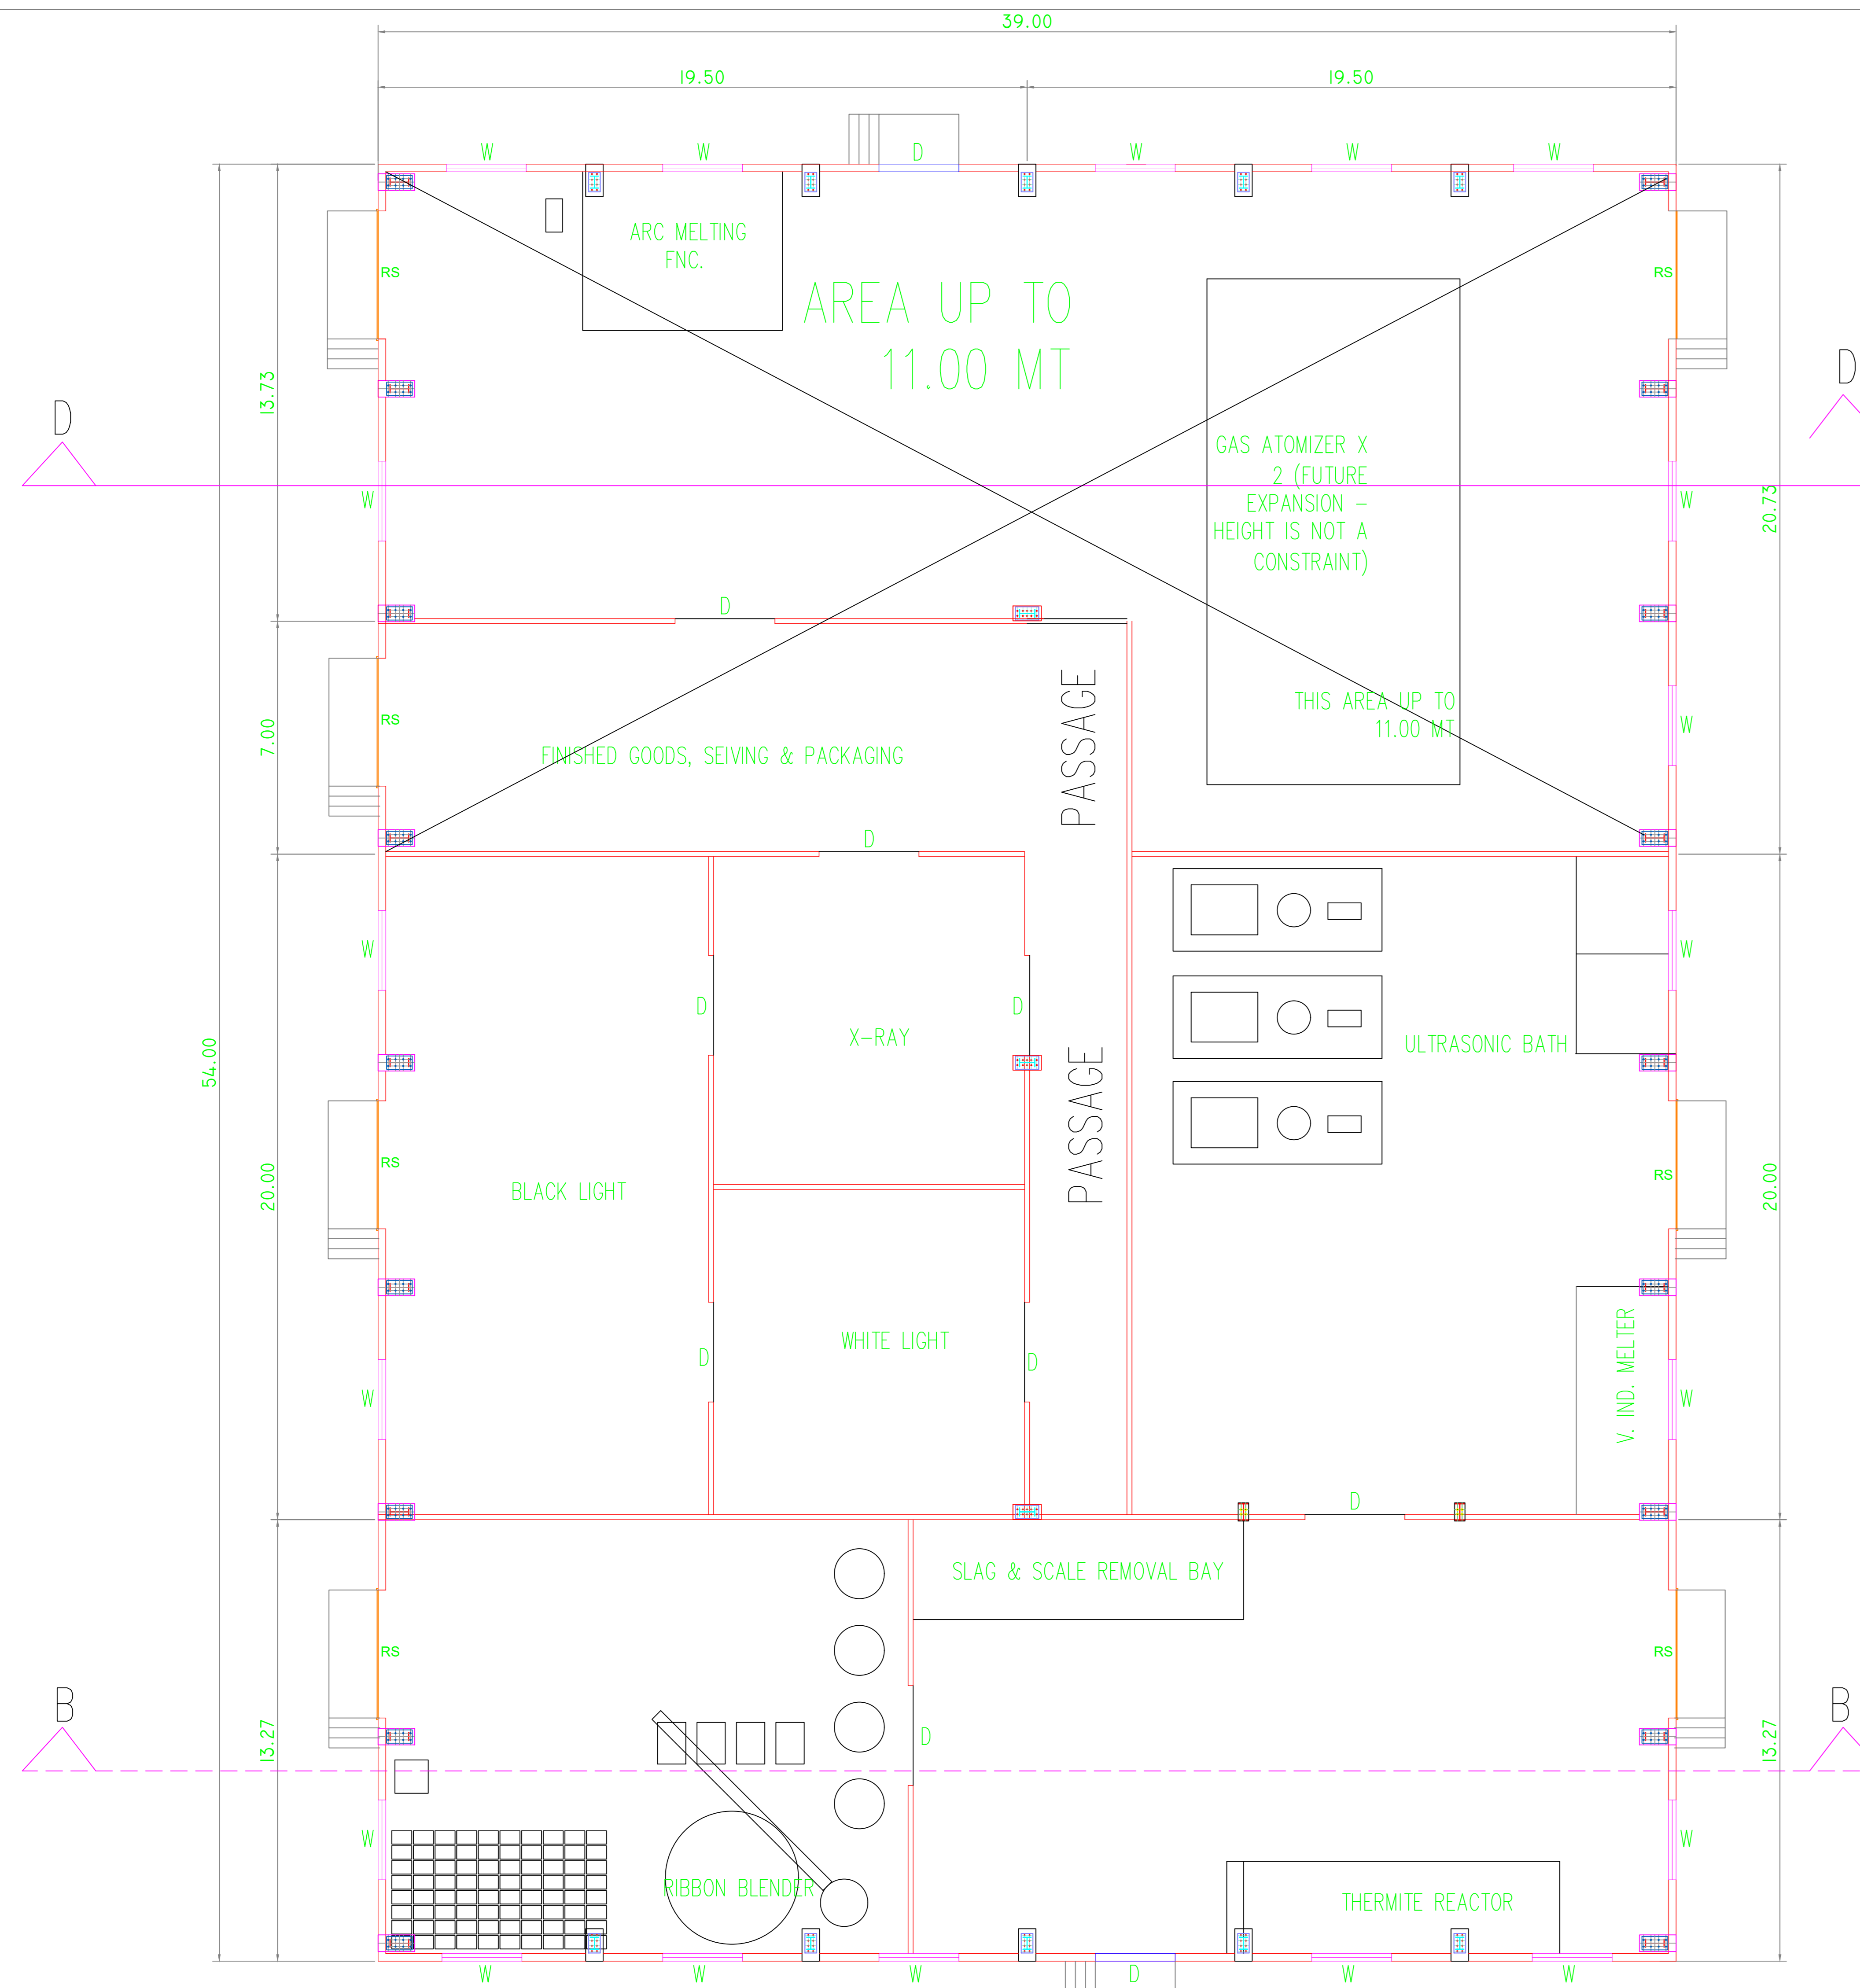 39.00
19.50
19.50
W
W
D
W
W
W
ARC MELTING
FNC.
RS
RS
AREA UP TO
11.00 MT
13.73
D
D
GAS ATOMIZER X
2 (FUTURE
EXPANSION –
HEIGHT IS NOT A
CONSTRAINT)
W
W
20.73
D
PASSAGE
RS
7.00
THIS AREA UP TO
11.00 MT
W
FINISHED GOODS, SEIVING & PACKAGING
D
W
W
D
D
X-RAY
ULTRASONIC BATH
54.00
PASSAGE
RS
RS
20.00
20.00
BLACK LIGHT
WHITE LIGHT
D
D
V. IND. MELTER
W
W
D
SLAG & SCALE REMOVAL BAY
RS
RS
B
B
13.27
13.27
D
W
W
RIBBON BLENDER
THERMITE REACTOR
W
W
W
D
W
W